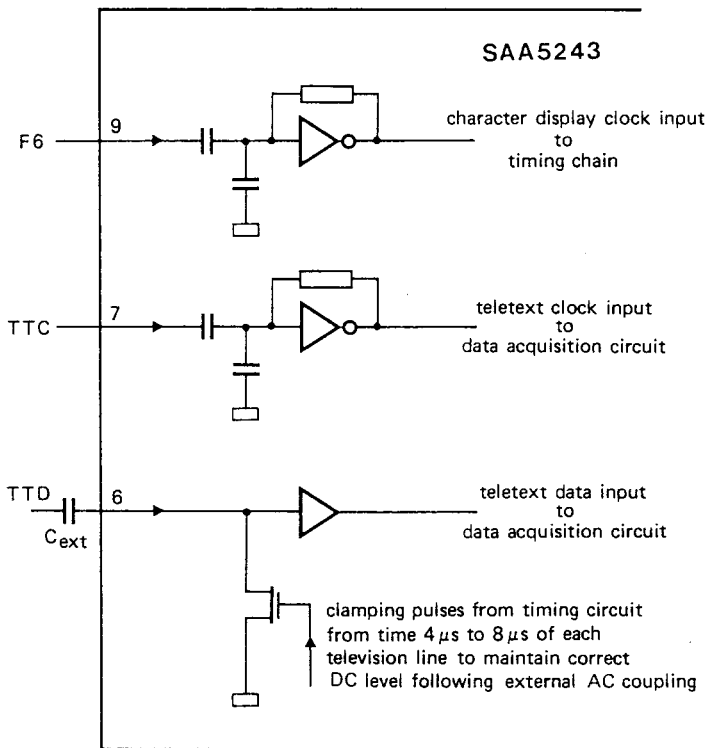 SAA5243
F6
9
character display clock input
to
timing chain
TTC
7
teletext clock input
to
data acquisition circuit
TTD
6
Cext
teletext data input
to
data acquisition circuit
clamping pulses from timing circuit
from time 4 μs to 8 μs of each
television line to maintain correct
DC level following external AC coupling